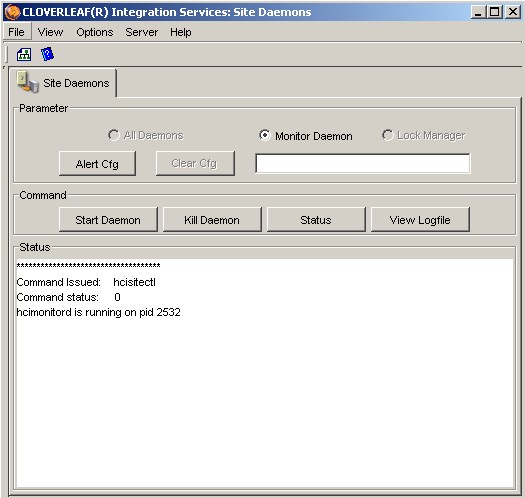 CLOVERLEAF(R) Integration Services: Site Daemons
File View Options Server Help
Site Daemons
Parameter
All Daemons Monitor Daemon Lock Manager
Alert Cfg Clear Cfg
Command
Start Daemon Kill Daemon Status View Logfile
Status
************************************
Command Issued: hcisitectl
Command status: 0
hcimonitord is running on pid 2532